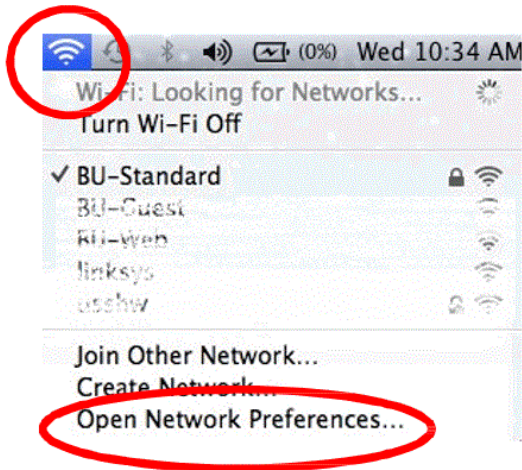 (0%) Wed 10:34 AM
Wi-Fi: Looking for Networks...
Turn Wi-Fi Off
BU-Standard
BU-Guest
BU-Web
linksys
Join Other Network...
Create Network...
Open Network Preferences...